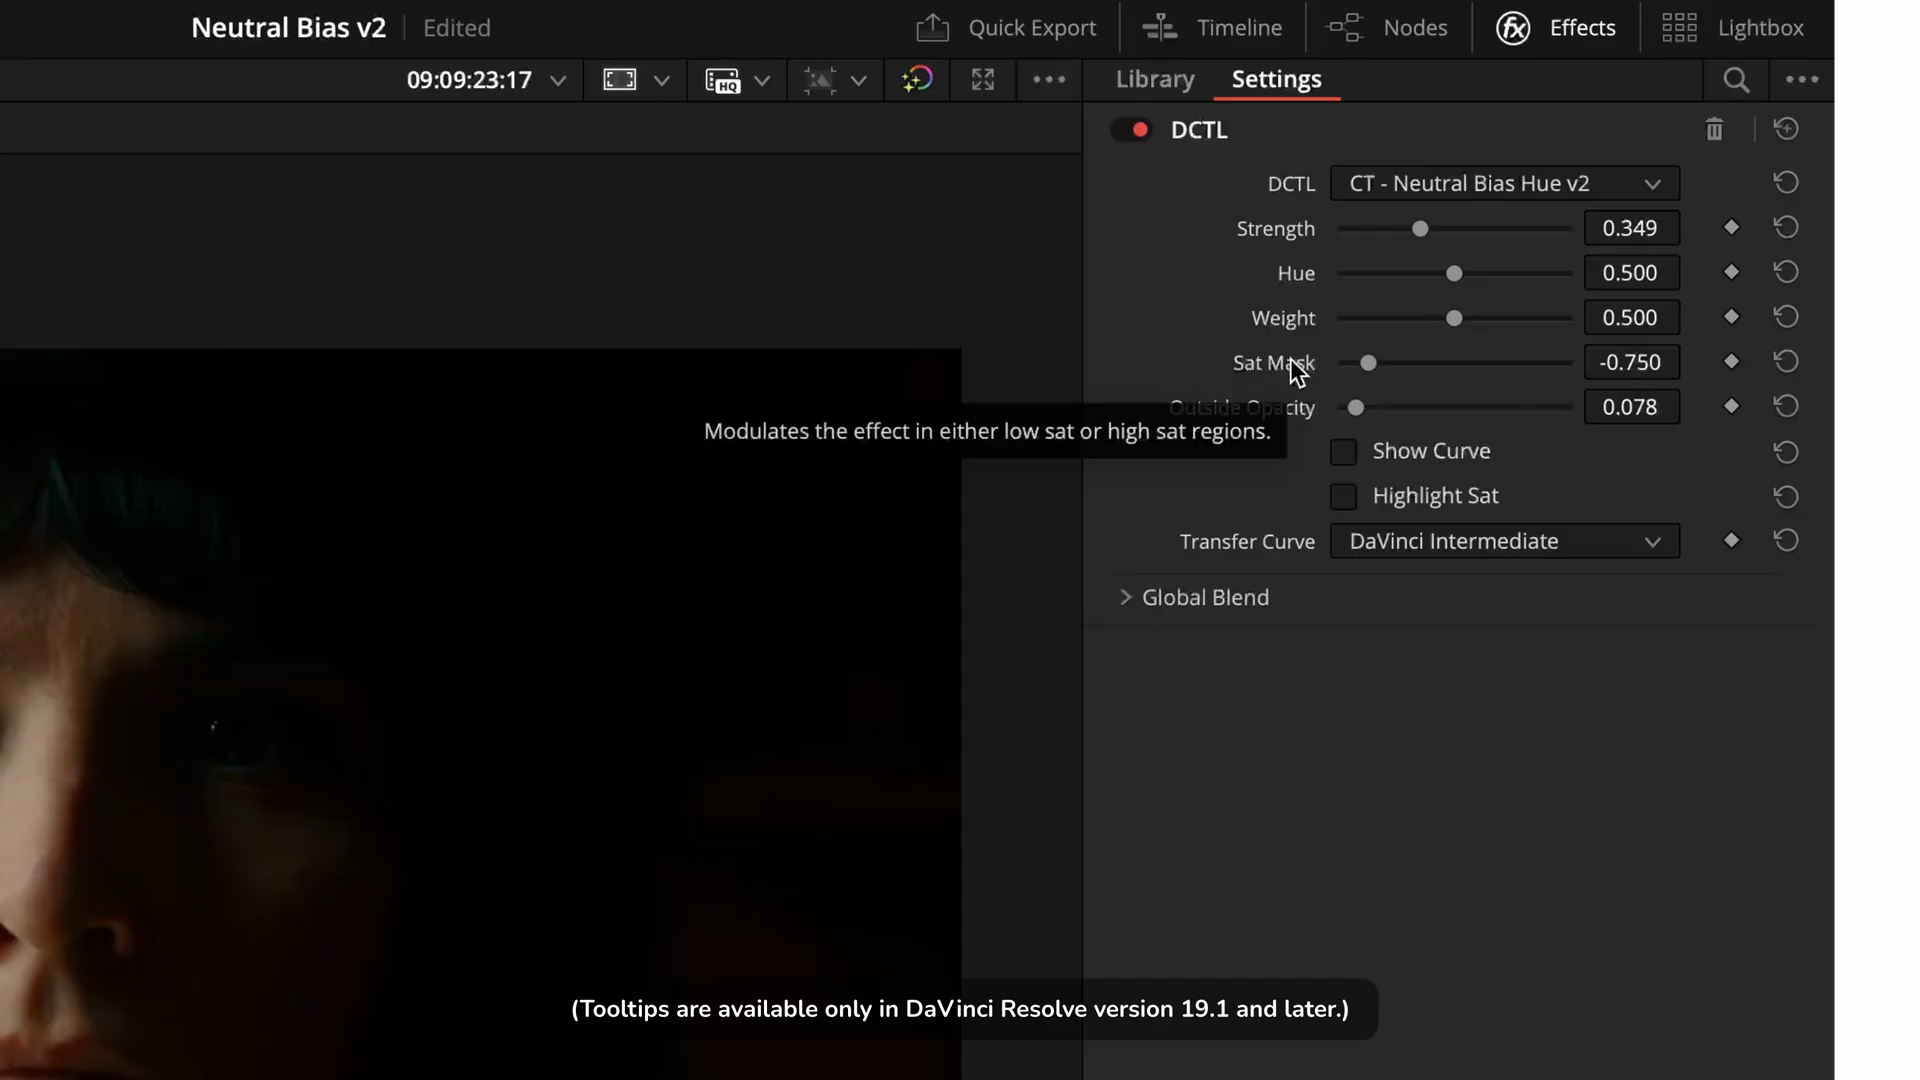 Neutral Bias v2 Edited Quick Export Timeline Nodes fx Effects Lightbox
09:09:23:17 HQ Library Settings
DCTL
DCTL CT - Neutral Bias Hue v2
Strength 0.349
Hue 0.500
Weight 0.500
Sat Mask -0.750
Outside Opacity 0.078
Modulates the effect in either low sat or high sat regions.
Show Curve
Highlight Sat
Transfer Curve DaVinci Intermediate
Global Blend
(Tooltips are available only in DaVinci Resolve version 19.1 and later.)